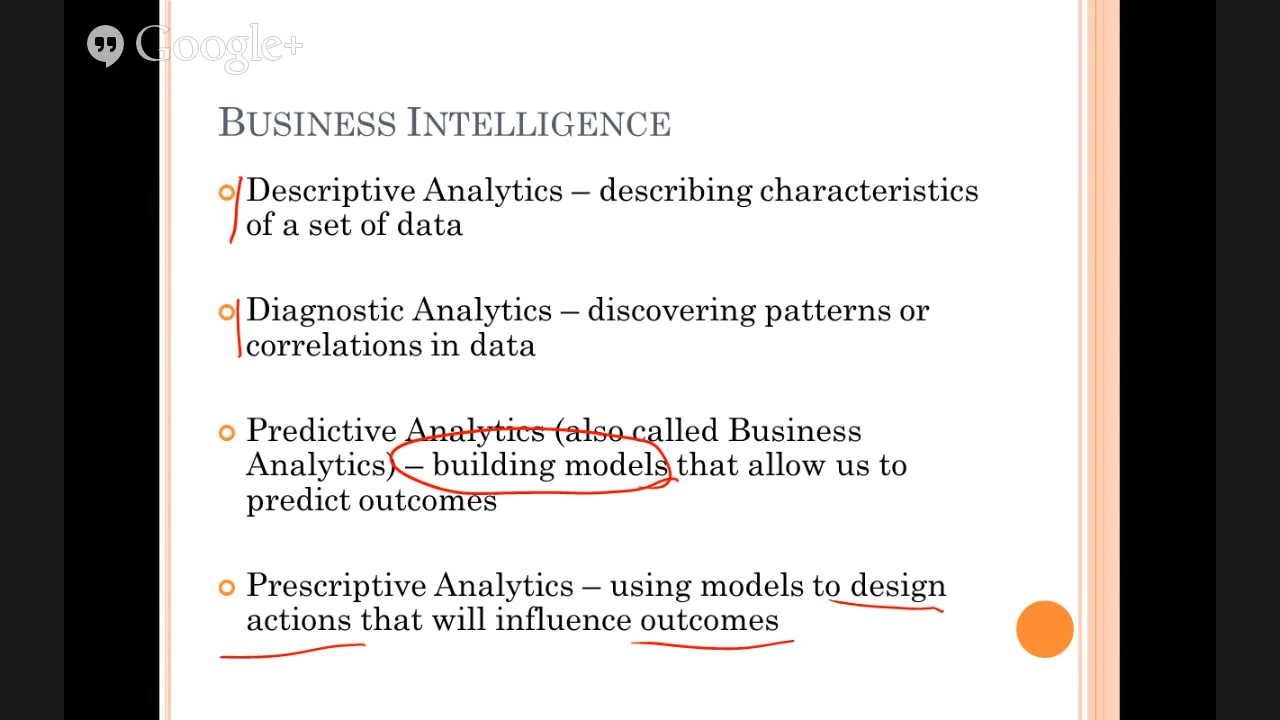 Google+
BUSINESS INTELLIGENCE
Descriptive Analytics – describing characteristics
of a set of data
Diagnostic Analytics – discovering patterns or
correlations in data
Predictive Analytics (also called Business
Analytics) – building models that allow us to
predict outcomes
Prescriptive Analytics – using models to design
actions that will influence outcomes